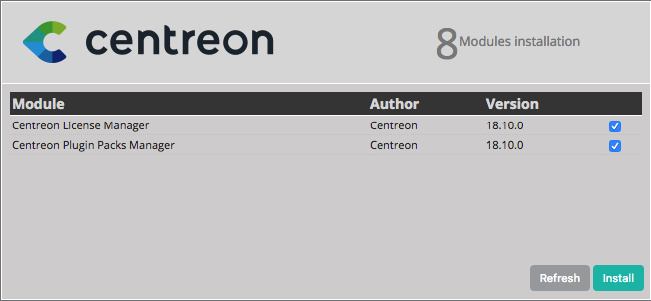 centreon
8 Modules installation
Module Author Version
Centreon License Manager Centreon 18.10.0
Centreon Plugin Packs Manager Centreon 18.10.0
Refresh Install